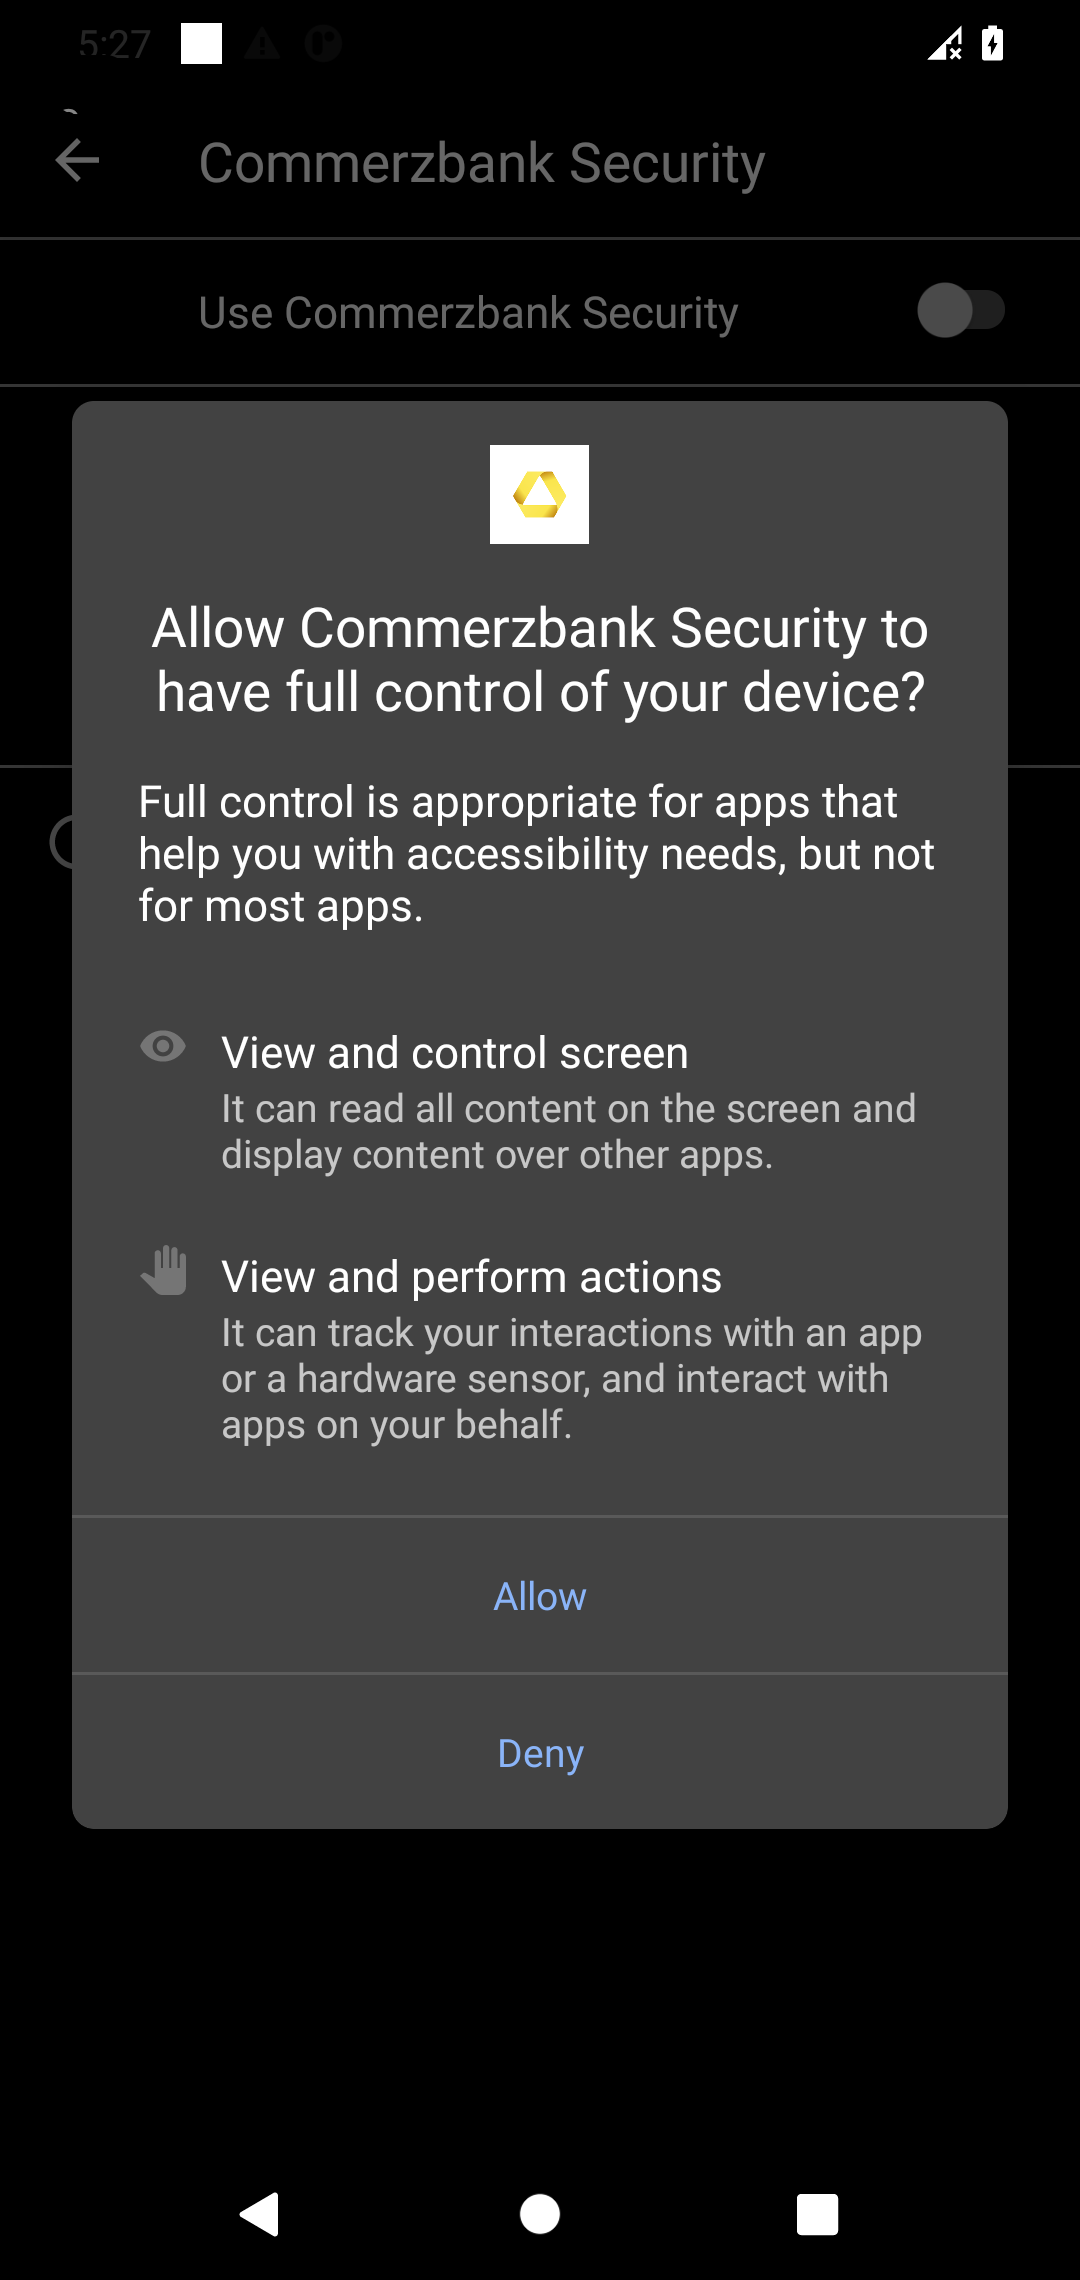 5:27
Commerzbank Security
Use Commerzbank Security
Allow Commerzbank Security to
have full control of your device?
Full control is appropriate for apps that
help you with accessibility needs, but not
for most apps.
View and control screen
It can read all content on the screen and
display content over other apps.
View and perform actions
It can track your interactions with an app
or a hardware sensor, and interact with
apps on your behalf.
Allow
Deny